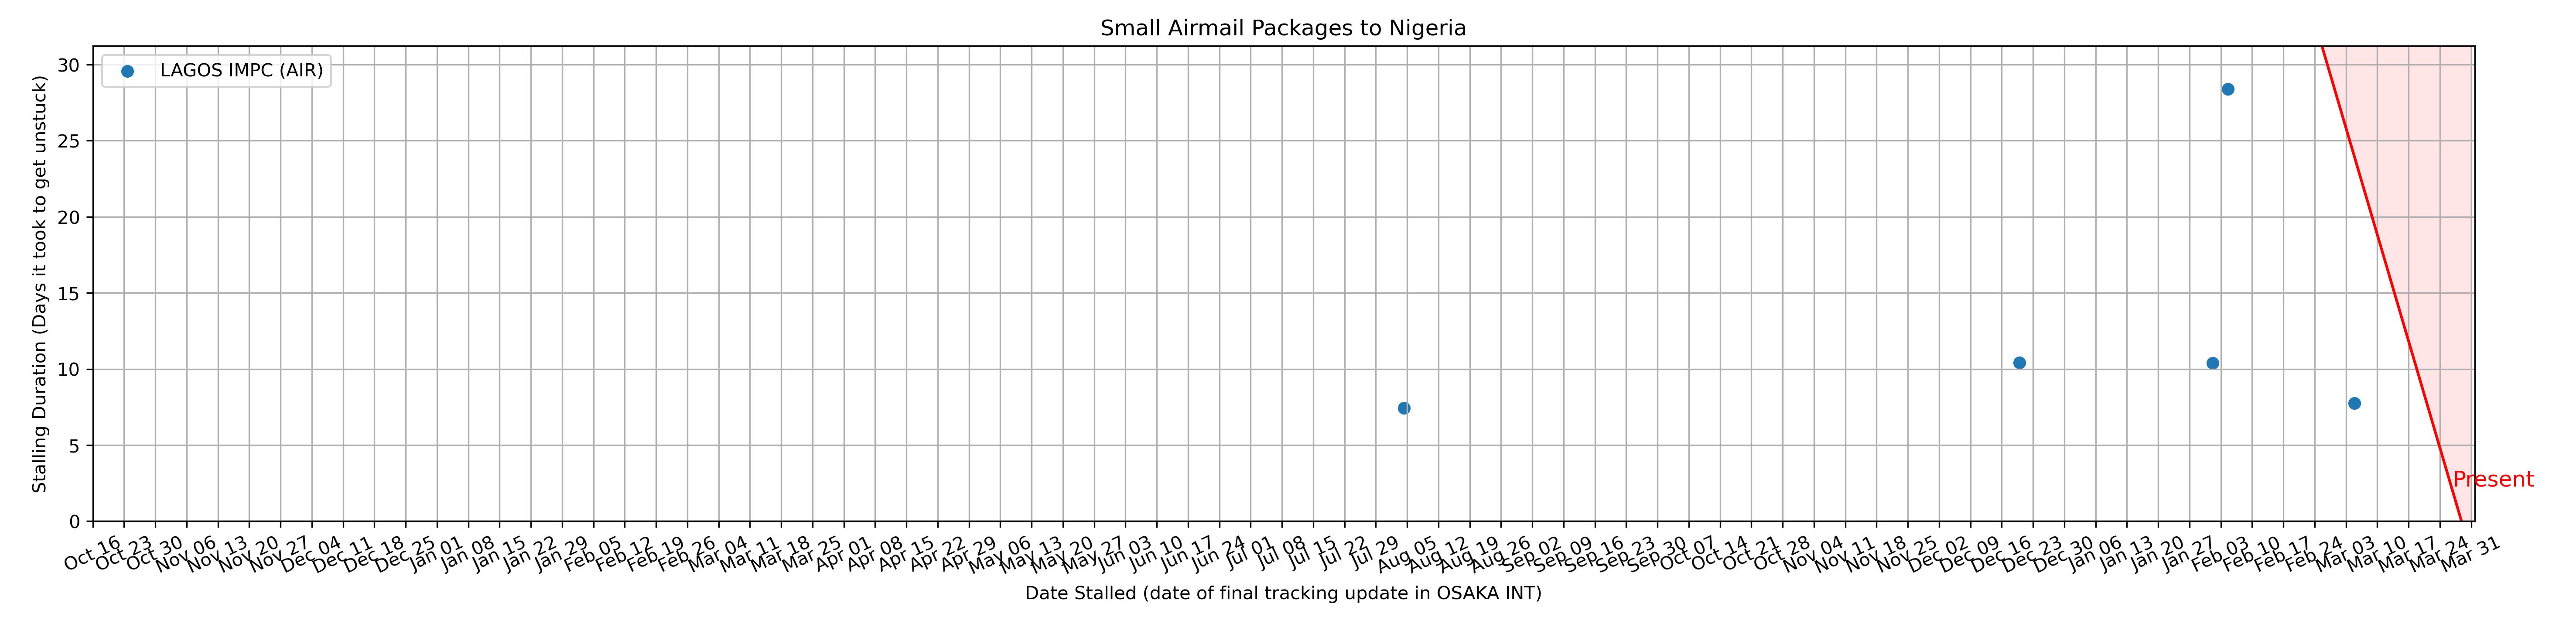 Small Airmail Packages to Nigeria
LAGOS IMPC (AIR)
Stalling Duration (Days it took to get unstuck)
30
25
20
15
10
5
0
Present
Oct 16 Oct 23 Oct 30 Nov 06 Nov 13 Nov 20 Nov 27 Dec 04 Dec 11 Dec 18 Dec 25 Jan 01 Jan 08 Jan 15 Jan 22 Jan 29 Feb 05 Feb 12 Feb 19 Feb 26 Mar 04 Mar 11 Mar 18 Mar 25 Apr 01 Apr 08 Apr 15 Apr 22 Apr 29 May 06 May 13 May 20 May 27 Jun 03 Jun 10 Jun 17 Jun 24 Jul 01 Jul 08 Jul 15 Jul 22 Jul 29 Aug 05 Aug 12 Aug 19 Aug 26 Sep 02 Sep 09 Sep 16 Sep 23 Sep 30 Oct 07 Oct 14 Oct 21 Oct 28 Nov 04 Nov 11 Nov 18 Nov 25 Dec 02 Dec 09 Dec 16 Dec 23 Dec 30 Jan 06 Jan 13 Jan 20 Jan 27 Feb 03 Feb 10 Feb 17 Feb 24 Mar 03 Mar 10 Mar 17 Mar 24 Mar 31
Date Stalled (date of final tracking update in OSAKA INT)